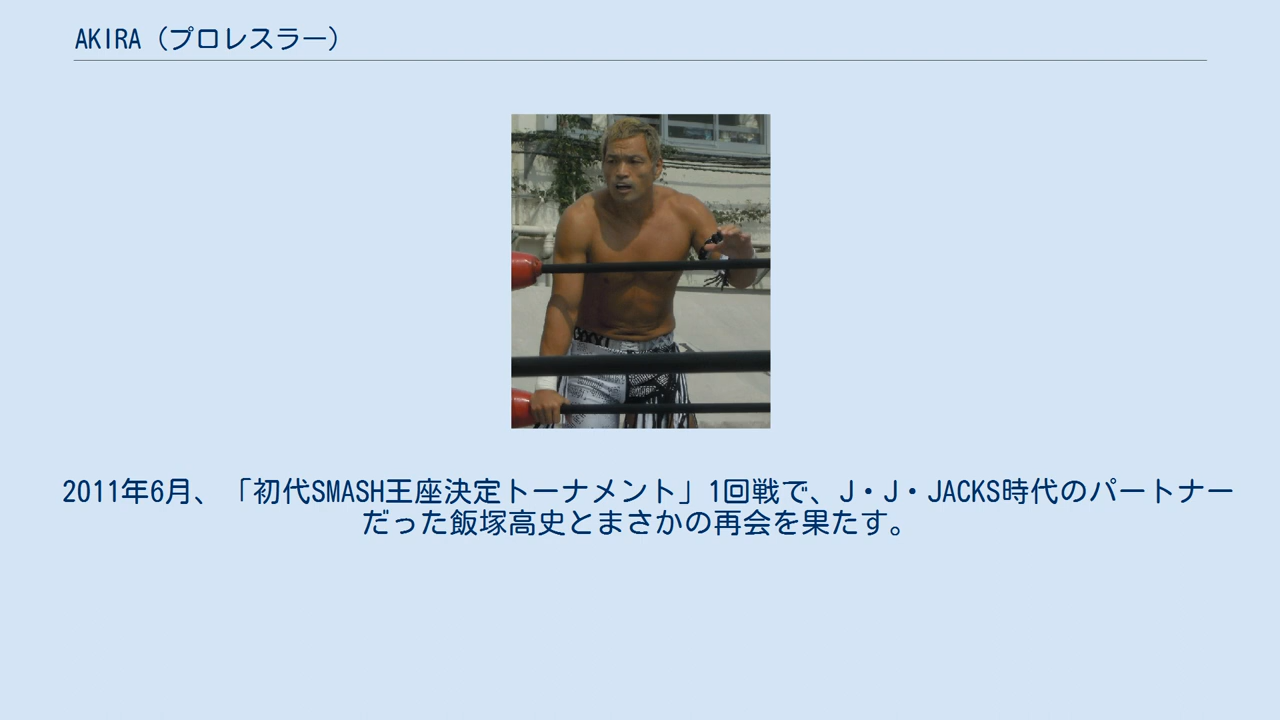 AKIRA（プロレスラー）
2011年6月、「初代SMASH王座決定トーナメント」1回戦で、J・J・JACKS時代のパートナー
だった飯塚高史とまさかの再会を果たす。